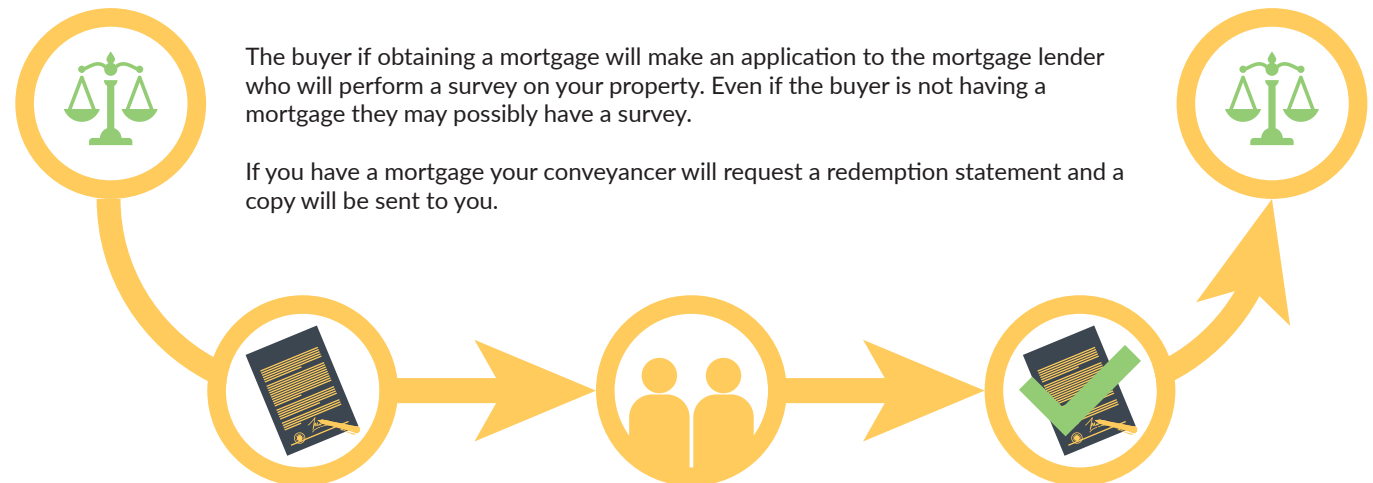 The buyer if obtaining a mortgage will make an application to the mortgage lender
who will perform a survey on your property. Even if the buyer is not having a
mortgage they may possibly have a survey.
If you have a mortgage your conveyancer will request a redemption statement and a
copy will be sent to you.